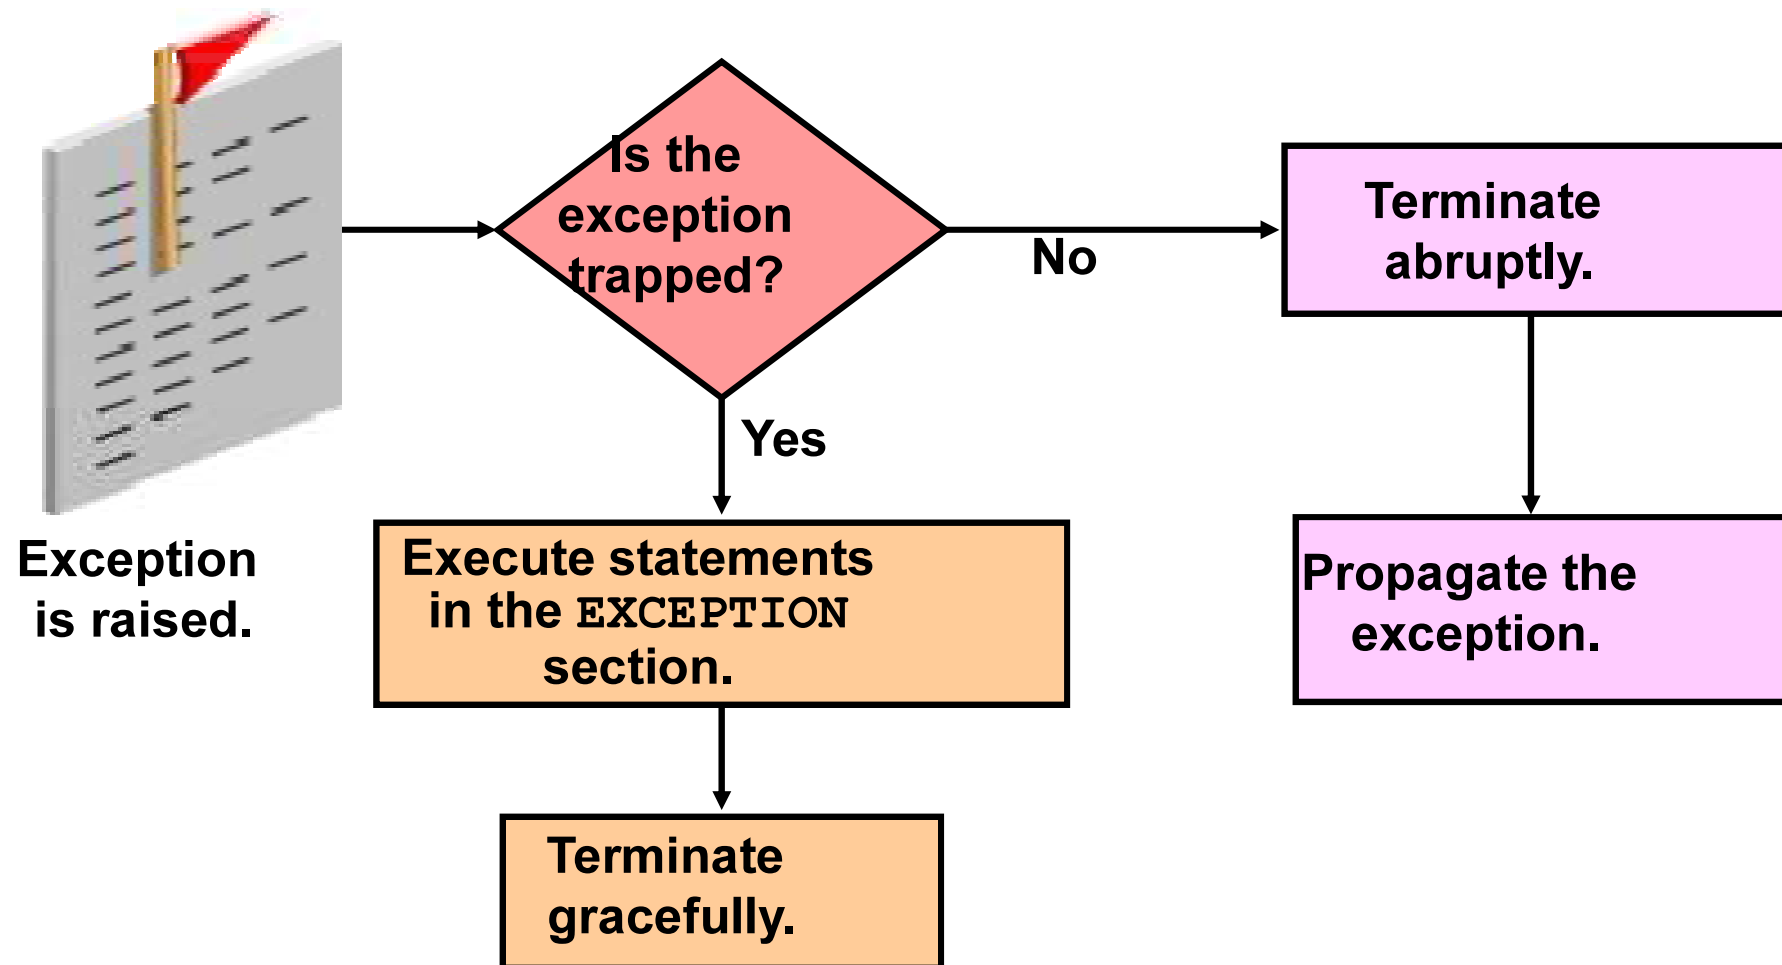 Exception
is raised.
Is the
exception
trapped?
No
Yes
Execute statements
in the EXCEPTION
section.
Terminate
gracefully.
Terminate
abruptly.
Propagate the
exception.